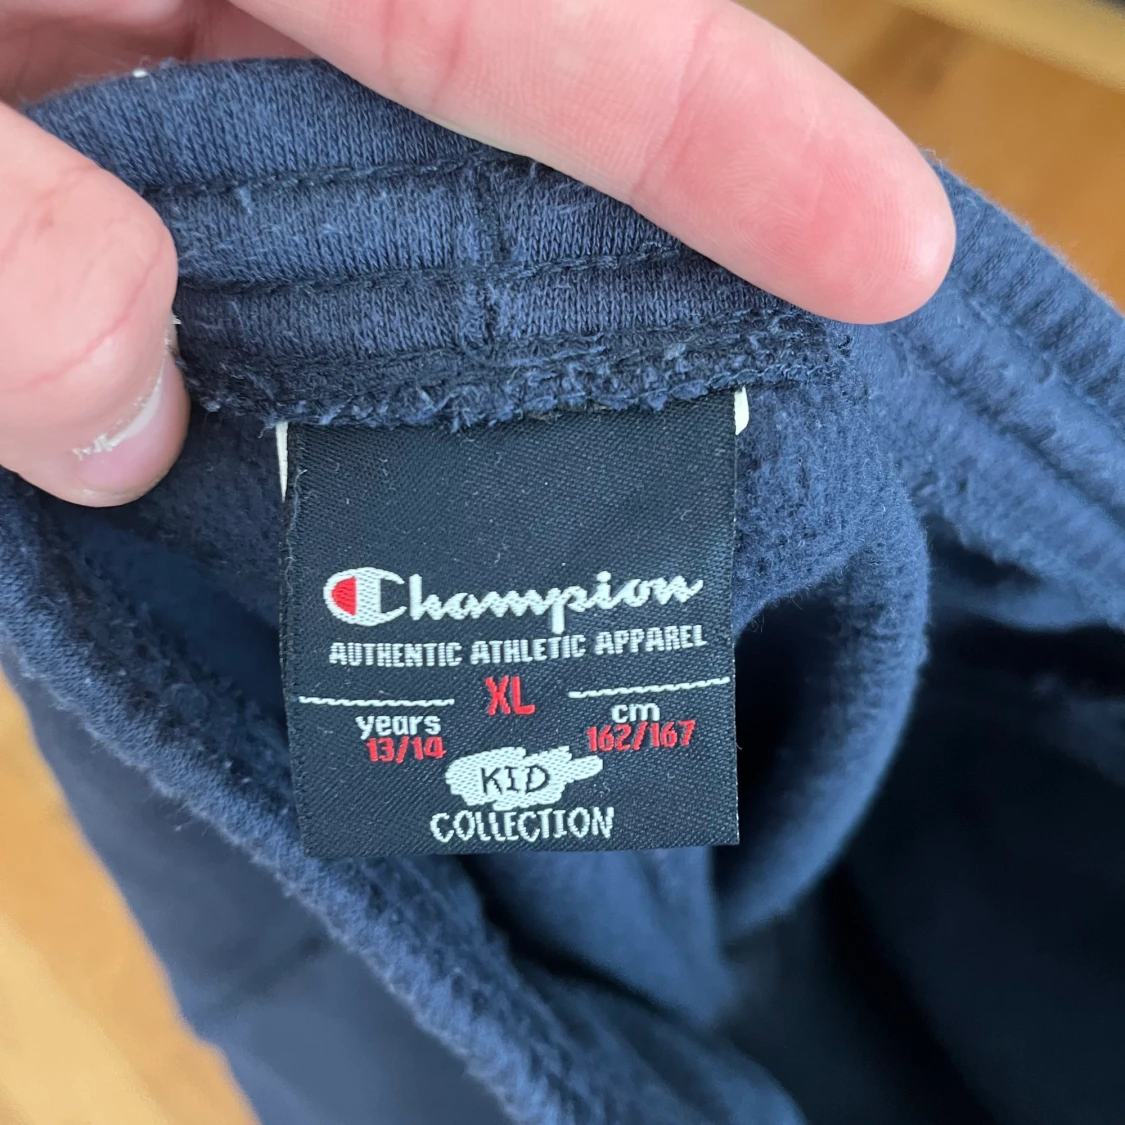 Champion
AUTHENTIC ATHLETIC APPAREL
XL
years cm
13/14 162/167
KID
COLLECTION